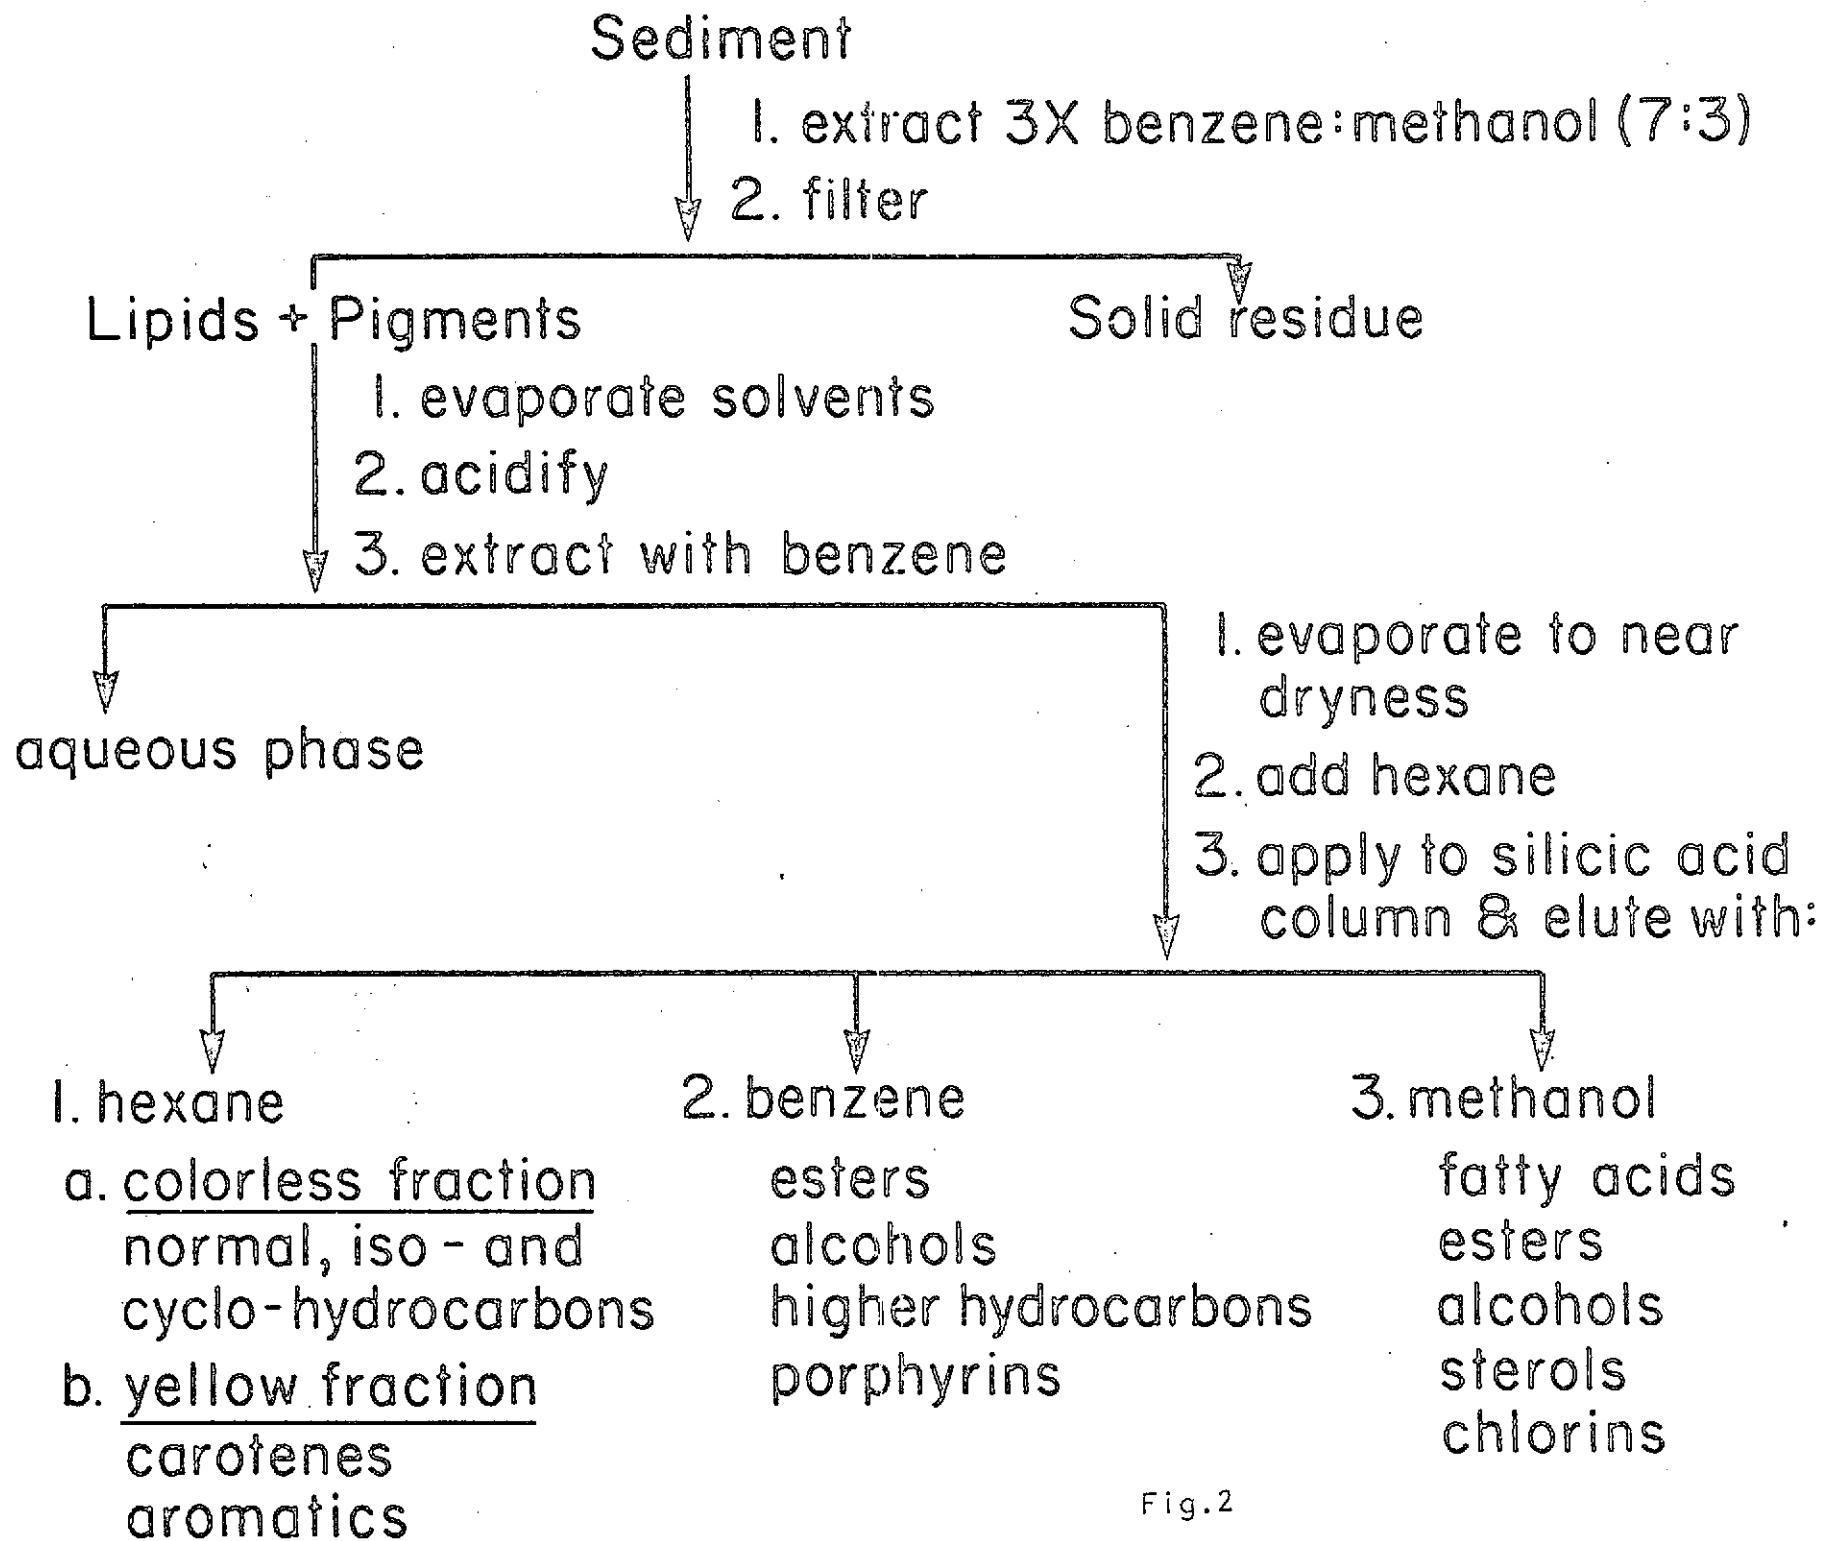 Sediment
1. extract 3X benzene:methanol (7:3)
2. filter
Lipids + Pigments
Solid residue
1. evaporate solvents
2. acidify
3. extract with benzene
aqueous phase
1. evaporate to near
dryness
2. add hexane
3. apply to silicic acid
column & elute with:
1. hexane
a. colorless fraction
normal, iso - and
cyclo-hydrocarbons
b. yellow fraction
carotenes
aromatics
2. benzene
esters
alcohols
higher hydrocarbons
porphyrins
3. methanol
fatty acids
esters
alcohols
sterols
chlorins
Fig.2